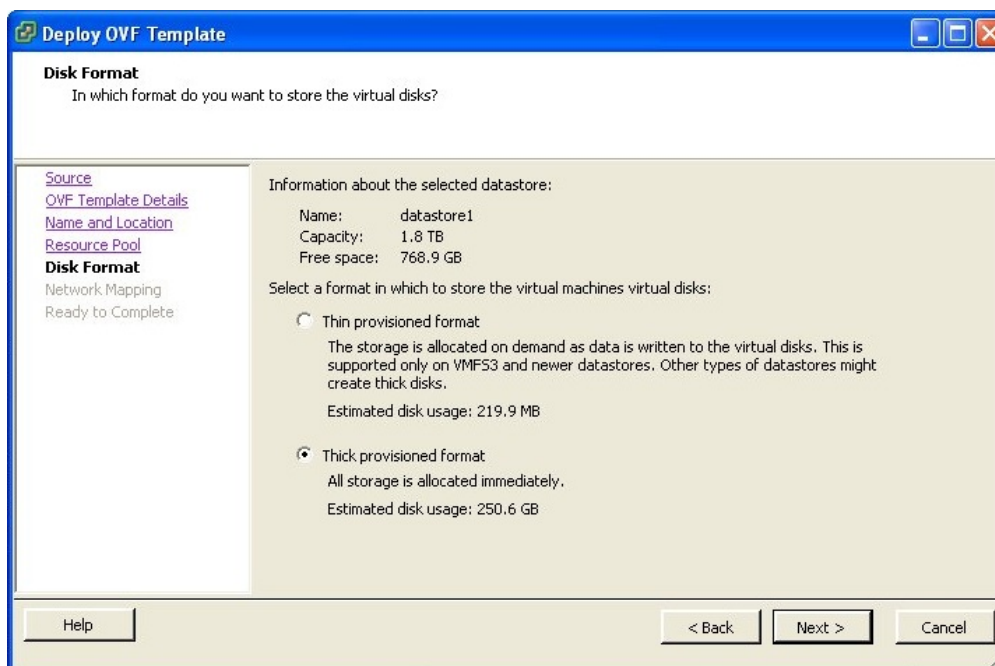 Deploy OVF Template
Disk Format
In which format do you want to store the virtual disks?
Source
OVF Template Details
Name and Location
Resource Pool
Disk Format
Network Mapping
Ready to Complete
Information about the selected datastore:
Name: datastore1
Capacity: 1.8 TB
Free space: 768.9 GB
Select a format in which to store the virtual machines virtual disks:
Thin provisioned format
The storage is allocated on demand as data is written to the virtual disks. This is
supported only on VMFS3 and newer datastores. Other types of datastores might
create thick disks.
Estimated disk usage: 219.9 MB
Thick provisioned format
All storage is allocated immediately.
Estimated disk usage: 250.6 GB
Help
< Back
Next >
Cancel